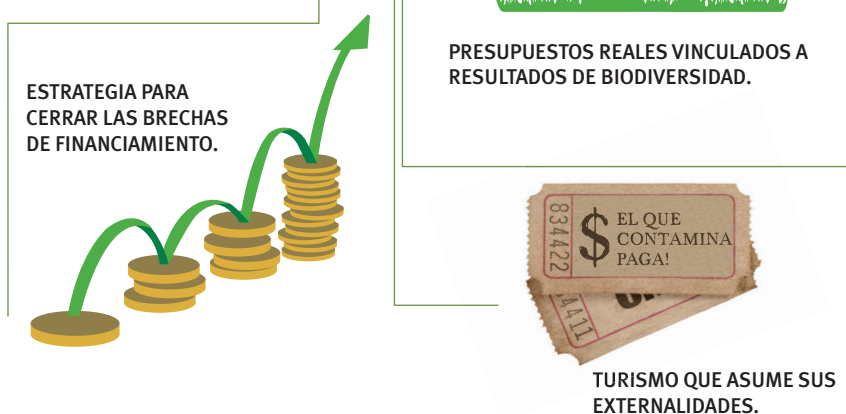 ESTRATEGIA PARA
CERRAR LAS BRECHAS
DE FINANCIAMIENTO.
PRESUPUESTOS REALES VINCULADOS A
RESULTADOS DE BIODIVERSIDAD.
834422
$ EL QUE
CONTAMINA
PAGA!
34411
TURISMO QUE ASUME SUS
EXTERNALIDADES.